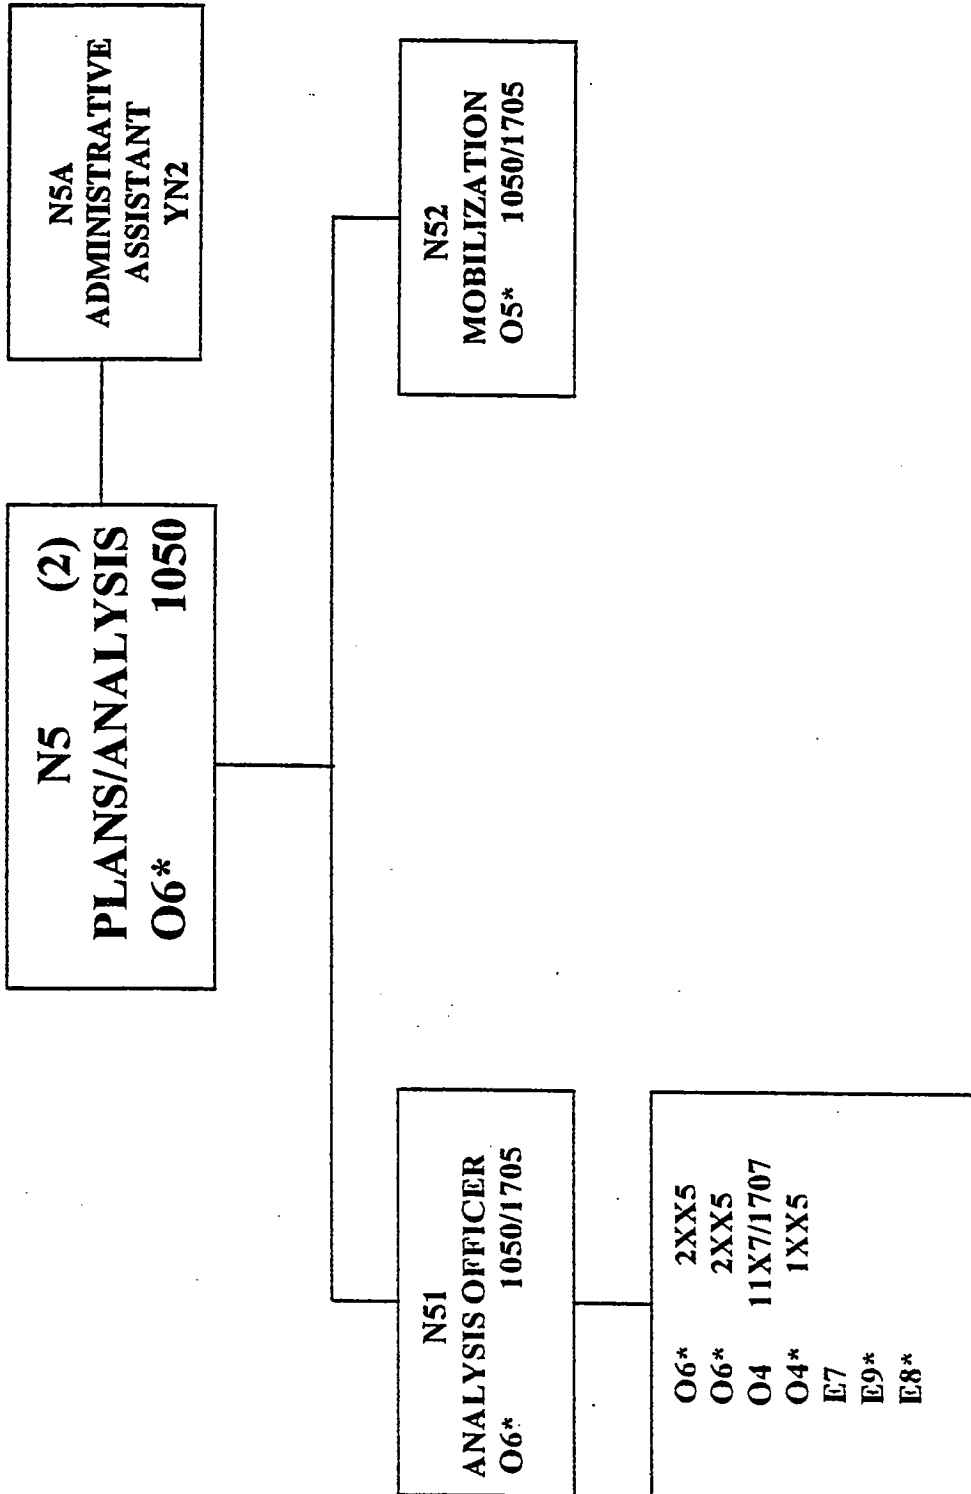 N5 (2)
PLANS/ANALYSIS
O6* 1050
N5A
ADMINISTRATIVE
ASSISTANT
YN2
N51
ANALYSIS OFFICER
O6* 1050/1705
N52
MOBILIZATION
O5* 1050/1705
O6* 2XX5
O6* 2XX5
O4 11X7/1707
O4* 1XX5
E7
E9*
E8*